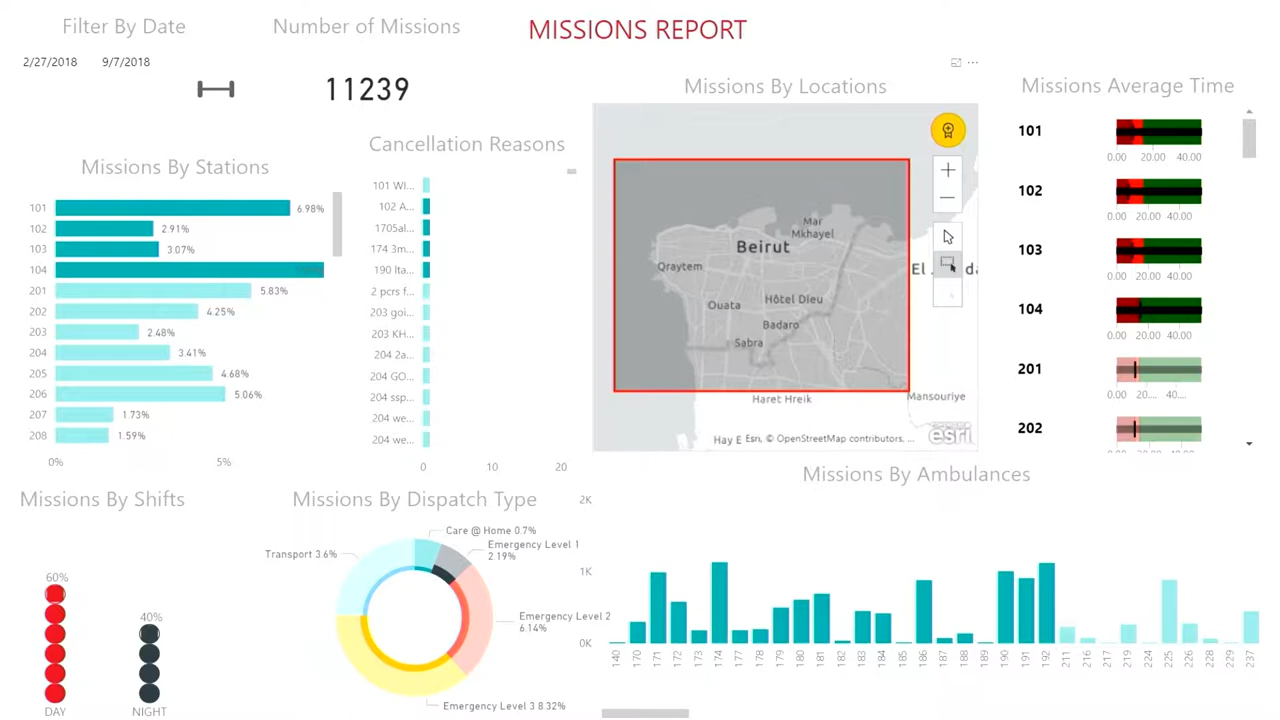 Filter By Date
Number of Missions
MISSIONS REPORT
2/27/2018 9/7/2018
11239
Missions By Locations
Missions Average Time
Missions By Stations
101 6.98%
102 2.91%
103 3.07%
104
201 5.83%
202 4.25%
203 2.48%
204 3.41%
205 4.68%
206 5.06%
207 1.73%
208 1.59%
0% 5%
Cancellation Reasons
101 WI...
102 A...
1705al...
174 3m...
190 Ita...
2 pcrs f...
203 goi...
203 KH...
204 2a...
204 GO...
204 ssp...
204 we...
204 we...
0 10 20
Mar
Mkhayel
Beirut
Qraytem
Ouata
Hôtel Dieu
Badaro
Sabra
Haret Hreik
Mansouriye
Hay E Esri, © OpenStreetMap contributors, ...
esri
101
0.00 20.00 40.00
102
0.00 20.00 40.00
103
0.00 20.00 40.00
104
0.00 20.00 40.00
201
0.00 20.... 40....
202
Missions By Shifts
60%
40%
DAY NIGHT
Missions By Dispatch Type
Care @ Home 0.7%
Emergency Level 1
2.19%
Transport 3.6%
Emergency Level 2
6.14%
Emergency Level 3 8.32%
Missions By Ambulances
2K
1K
0K
140 170 171 172 173 174 177 178 179 180 181 182 183 184 185 186 187 188 189 190 191 192 211 216 217 219 224 225 226 228 229 237